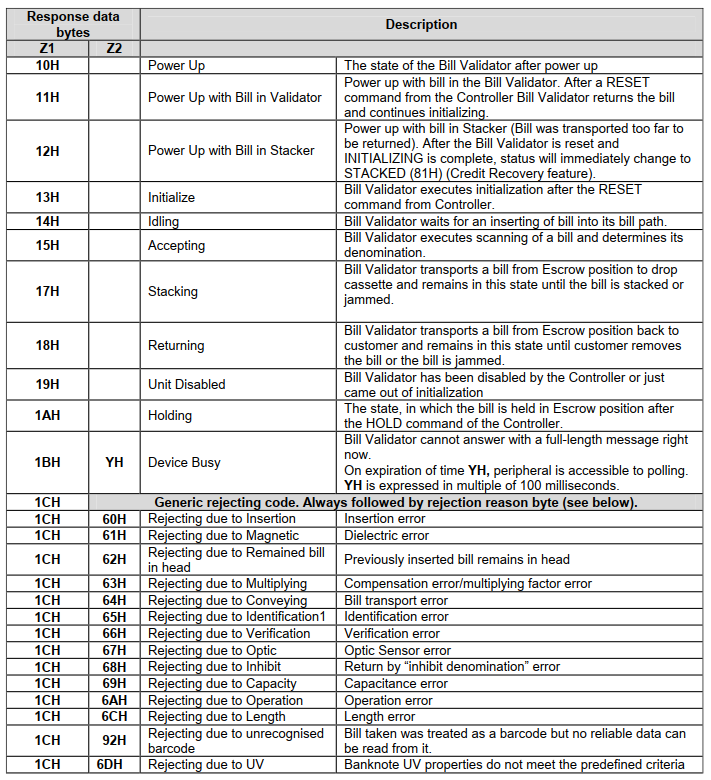 Response data bytes Description
Z1 Z2
10H Power Up The state of the Bill Validator after power up
11H Power Up with Bill in Validator Power up with bill in the Bill Validator. After a RESET
command from the Controller Bill Validator returns the bill
and continues initializing.
12H Power Up with Bill in Stacker Power up with bill in Stacker (Bill was transported too far to
be returned). After the Bill Validator is reset and
INITIALIZING is complete, status will immediately change to
STACKED (81H) (Credit Recovery feature).
13H Initialize Bill Validator executes initialization after the RESET
command from Controller.
14H Idling Bill Validator waits for an inserting of bill into its bill path.
15H Accepting Bill Validator executes scanning of a bill and determines its
denomination.
17H Stacking Bill Validator transports a bill from Escrow position to drop
cassette and remains in this state until the bill is stacked or
jammed.
18H Returning Bill Validator transports a bill from Escrow position back to
customer and remains in this state until customer removes
the bill or the bill is jammed.
19H Unit Disabled Bill Validator has been disabled by the Controller or just
came out of initialization
1AH Holding The state, in which the bill is held in Escrow position after
the HOLD command of the Controller.
1BH YH Device Busy Bill Validator cannot answer with a full-length message right
now.
On expiration of time YH, peripheral is accessible to polling.
YH is expressed in multiple of 100 milliseconds.
1CH Generic rejecting code. Always followed by rejection reason byte (see below).
1CH 60H Rejecting due to Insertion Insertion error
1CH 61H Rejecting due to Magnetic Dielectric error
1CH 62H Rejecting due to Remained bill
in head Previously inserted bill remains in head
1CH 63H Rejecting due to Multiplying Compensation error/multiplying factor error
1CH 64H Rejecting due to Conveying Bill transport error
1CH 65H Rejecting due to Identification1 Identification error
1CH 66H Rejecting due to Verification Verification error
1CH 67H Rejecting due to Optic Optic Sensor error
1CH 68H Rejecting due to Inhibit Return by “inhibit denomination” error
1CH 69H Rejecting due to Capacity Capacitance error
1CH 6AH Rejecting due to Operation Operation error
1CH 6CH Rejecting due to Length Length error
1CH 92H Rejecting due to unrecognised
barcode Bill taken was treated as a barcode but no reliable data can
be read from it.
1CH 6DH Rejecting due to UV Banknote UV properties do not meet the predefined criteria